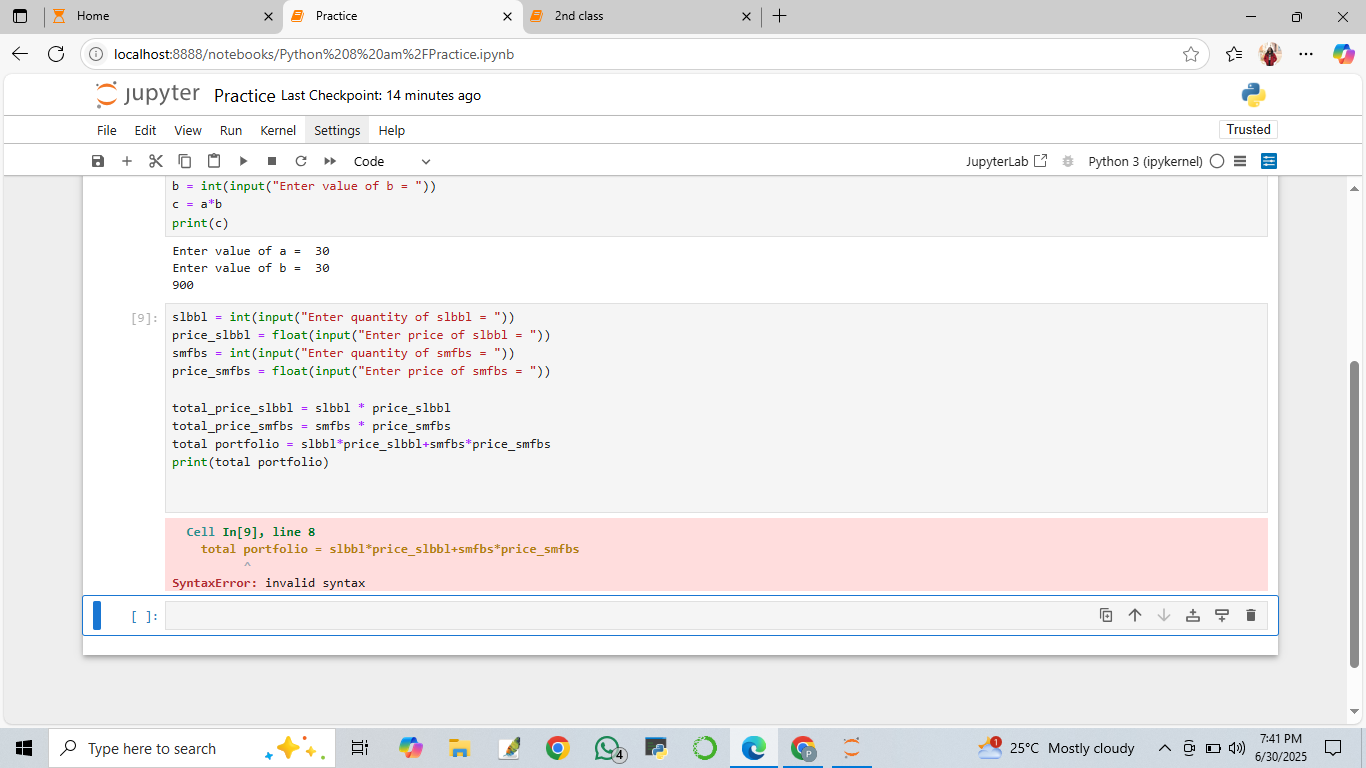 Home
Practice
2nd class
localhost:8888/notebooks/Python%208%20am%2FPractice.ipynb
jupyter Practice Last Checkpoint: 14 minutes ago
File Edit View Run Kernel Settings Help
Trusted
Code
JupyterLab
Python 3 (ipykernel)
b = int(input("Enter value of b = "))
c = a*b
print(c)
Enter value of a =  30
Enter value of b =  30
900
[9]:
slbbl = int(input("Enter quantity of slbbl = "))
price_slbbl = float(input("Enter price of slbbl = "))
smfbs = int(input("Enter quantity of smfbs = "))
price_smfbs = float(input("Enter price of smfbs = "))
total_price_slbbl = slbbl * price_slbbl
total_price_smfbs = smfbs * price_smfbs
total portfolio = slbbl*price_slbbl+smfbs*price_smfbs
print(total portfolio)
Cell In[9], line 8
total portfolio = slbbl*price_slbbl+smfbs*price_smfbs
^
SyntaxError: invalid syntax
[ ]:
Type here to search
4
P
1
25°C Mostly cloudy
7:41 PM
6/30/2025